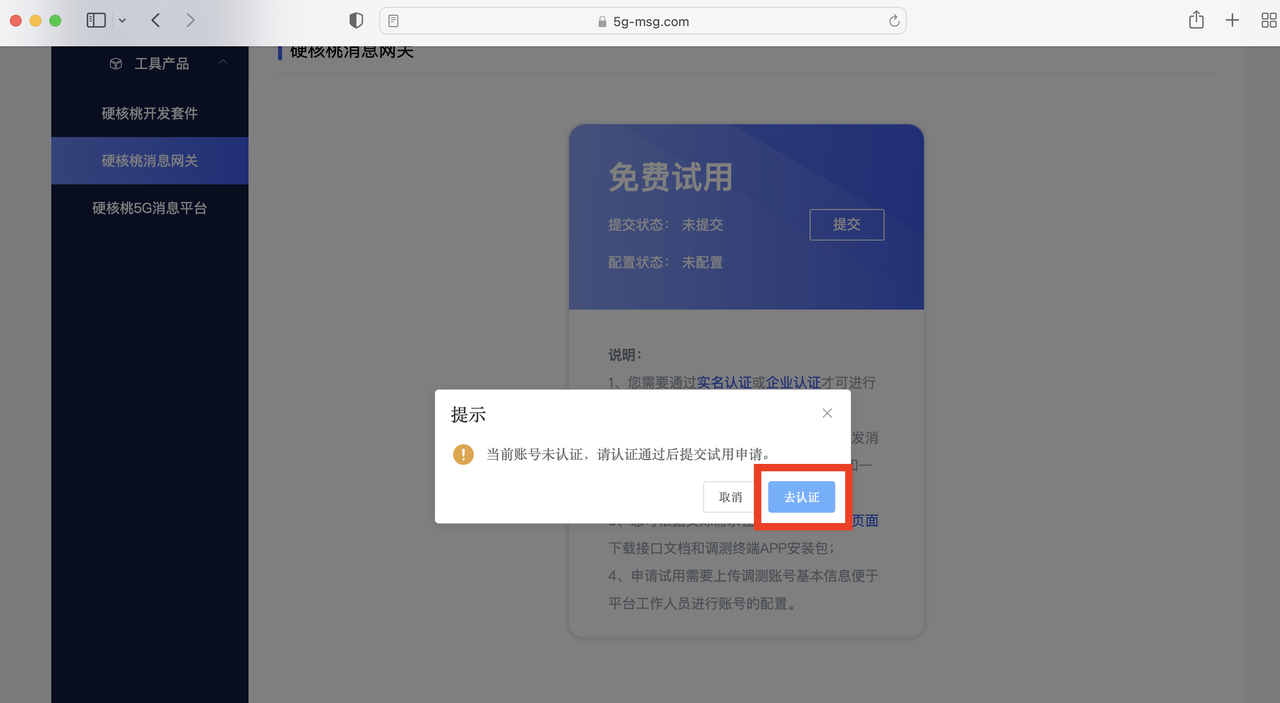 5g-msg.com
工具产品
硬核桃消息网关
硬核桃开发套件
硬核桃消息网关
硬核桃5G消息平台
免费试用
提交状态： 未提交
提交
配置状态： 未配置
说明：
1、您需要通过实名认证或企业认证才可进行
发消
提示
当前账号未认证，请认证通过后提交试用申请。
取消
去认证
页面
下载接口文档和调测终端APP安装包；
4、申请试用需要上传调测账号基本信息便于
平台工作人员进行账号的配置。